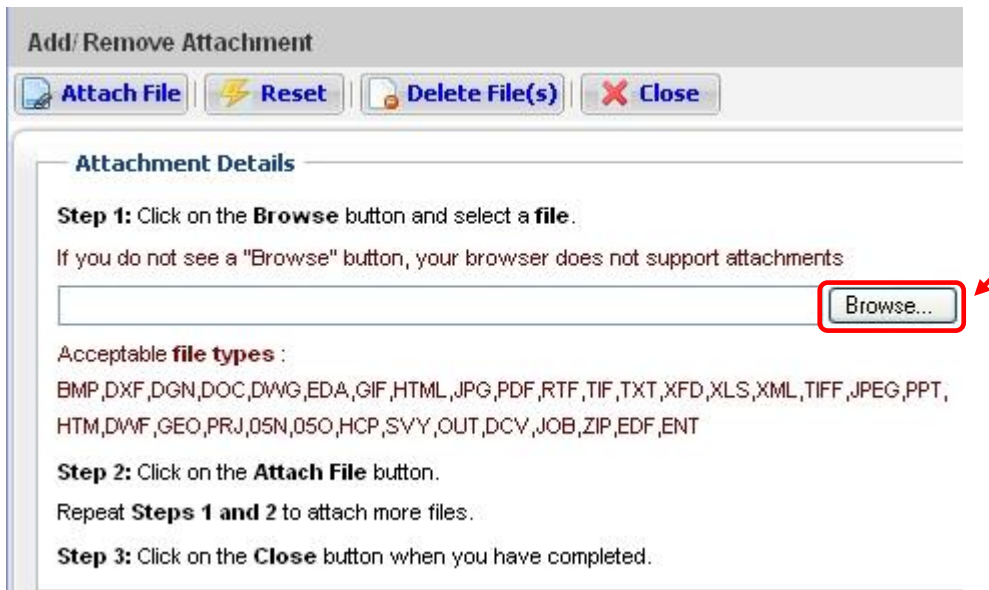 Add/Remove Attachment
Attach File Reset Delete File(s) Close
Attachment Details
Step 1: Click on the Browse button and select a file.
If you do not see a "Browse" button, your browser does not support attachments
Browse...
Acceptable file types :
BMP,DXF,DGN,DOC,DWG,EDA,GIF,HTML,JPG,PDF,RTF,TIF,TXT,XFD,XLS,XML,TIFF,JPEG,PPT,
HTM,DWF,GEO,PRJ,05N,05O,HCP,SVY,OUT,DCV,JOB,ZIP,EDF,ENT
Step 2: Click on the Attach File button.
Repeat Steps 1 and 2 to attach more files.
Step 3: Click on the Close button when you have completed.